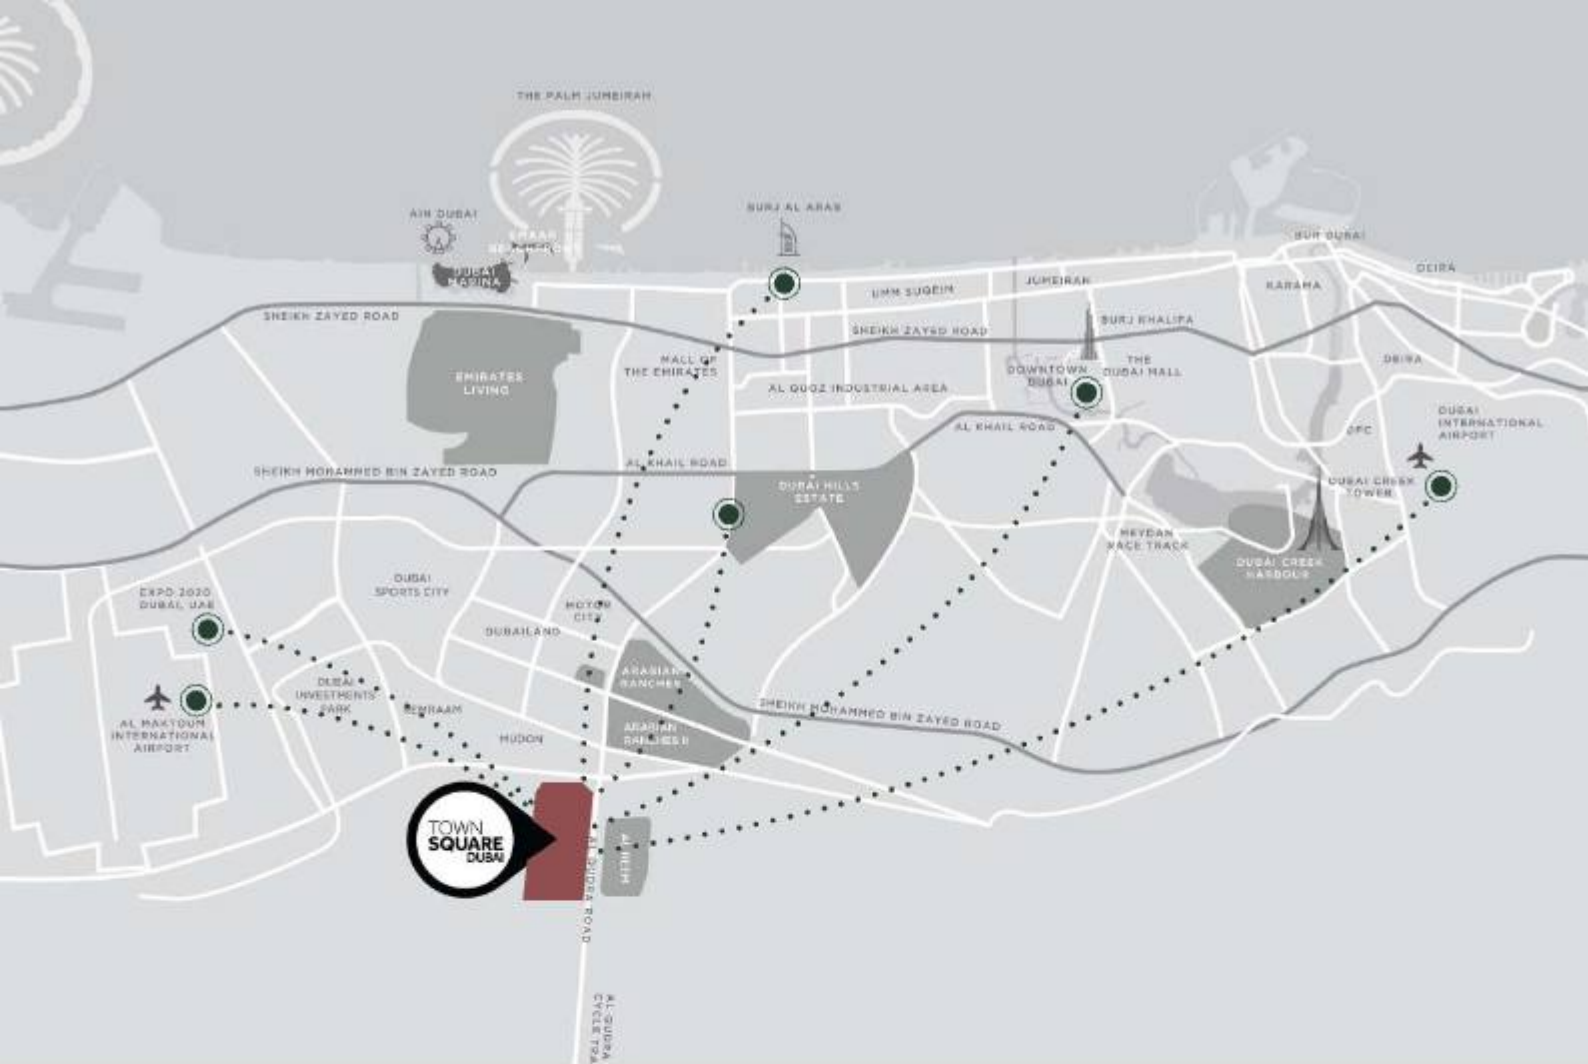 THE PALM JUMEIRAH
AIN DUBAI
BURJ AL ARAB
EMAAR
DUBAI
MARINA
BUR DUBAI
DEIRA
UMM SUQEIM
JUMEIRAH
KARAMA
SHEIKH ZAYED ROAD
SHEIKH ZAYED ROAD
BURJ KHALIFA
MALL OF
THE EMIRATES
EMIRATES
LIVING
AL QUOZ INDUSTRIAL AREA
DOWNTOWN
DUBAI
THE
DUBAI MALL
DEIRA
DUBAI
INTERNATIONAL
AIRPORT
AL KHAIL ROAD
SHEIKH MOHAMMED BIN ZAYED ROAD
AL KHAIL ROAD
DUBAI HILLS
ESTATE
DUBAI CREEK
TOWER
MEYDAN
RACE TRACK
DUBAI CREEK
HARBOUR
EXPO 2020
DUBAI, UAE
DUBAI
SPORTS CITY
MOTOR
CITY
DUBAILAND
ARABIAN
RANCHES
DUBAI
INVESTMENTS
PARK
REMRAAM
AL MAKTOUM
INTERNATIONAL
AIRPORT
MUDON
ARABIAN
RANCHES II
SHEIKH MOHAMMED BIN ZAYED ROAD
TOWN
SQUARE
DUBAI
AL REEM
AL QUDRA ROAD
AL QUDRA
CYCLE TRA